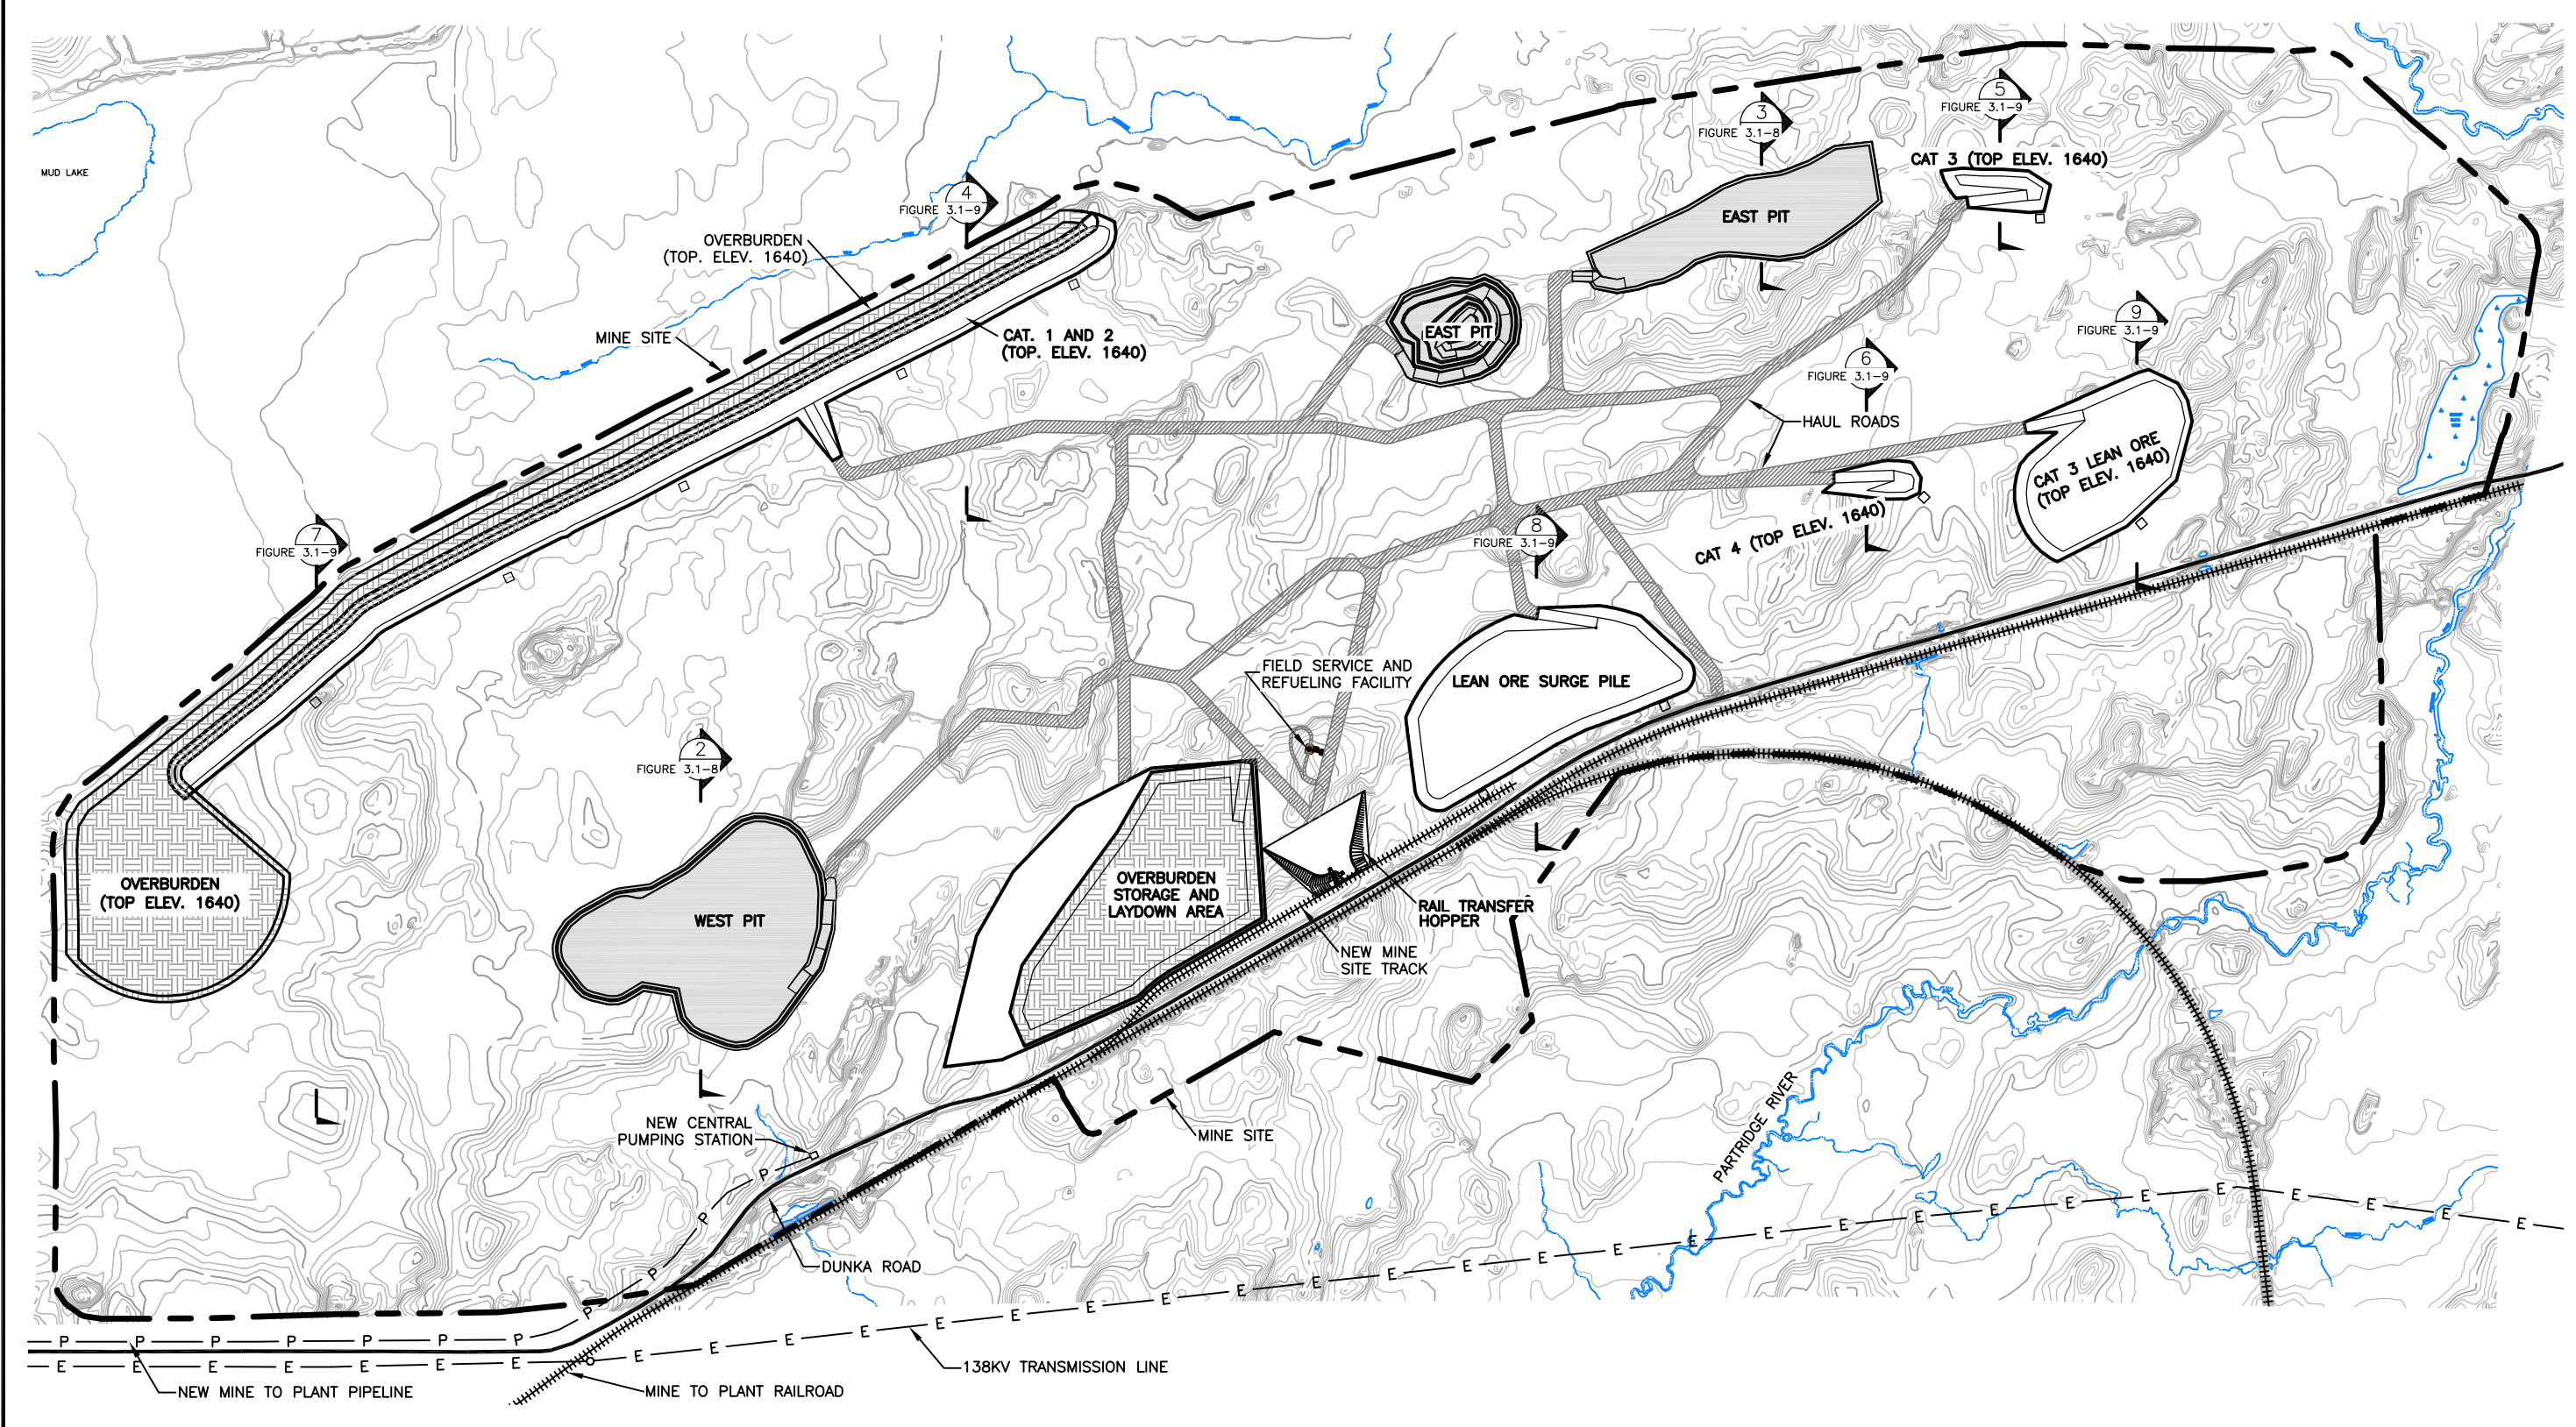 5
FIGURE 3.1-9
3
FIGURE 3.1-8
CAT 3 (TOP ELEV. 1640)
MUD LAKE
4
FIGURE 3.1-9
EAST PIT
OVERBURDEN
(TOP. ELEV. 1640)
9
FIGURE 3.1-9
EAST PIT
MINE SITE
CAT. 1 AND 2
(TOP. ELEV. 1640)
6
FIGURE 3.1-9
HAUL ROADS
CAT 3 LEAN ORE
(TOP ELEV. 1640)
7
FIGURE 3.1-9
8
FIGURE 3.1-9
CAT 4 (TOP ELEV. 1640)
FIELD SERVICE AND
REFUELING FACILITY
LEAN ORE SURGE PILE
2
FIGURE 3.1-8
OVERBURDEN
(TOP ELEV. 1640)
OVERBURDEN
STORAGE AND
LAYDOWN AREA
WEST PIT
RAIL TRANSFER
HOPPER
NEW MINE
SITE TRACK
NEW CENTRAL
PUMPING STATION
MINE SITE
PARTRIDGE RIVER
DUNKA ROAD
P P P P P P P P P P P
E E E E E E E E E E E E E E E E E E E E E E E E E E E E E E E E E
138KV TRANSMISSION LINE
NEW MINE TO PLANT PIPELINE
MINE TO PLANT RAILROAD